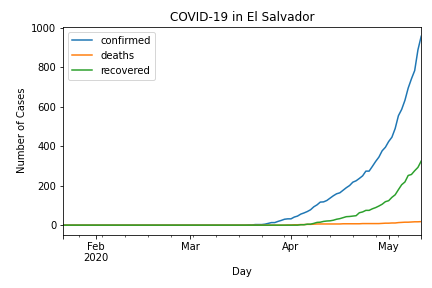 COVID-19 in El Salvador
confirmed
deaths
recovered
1000
800
600
400
200
0
Number of Cases
Feb
2020
Mar
Apr
May
Day